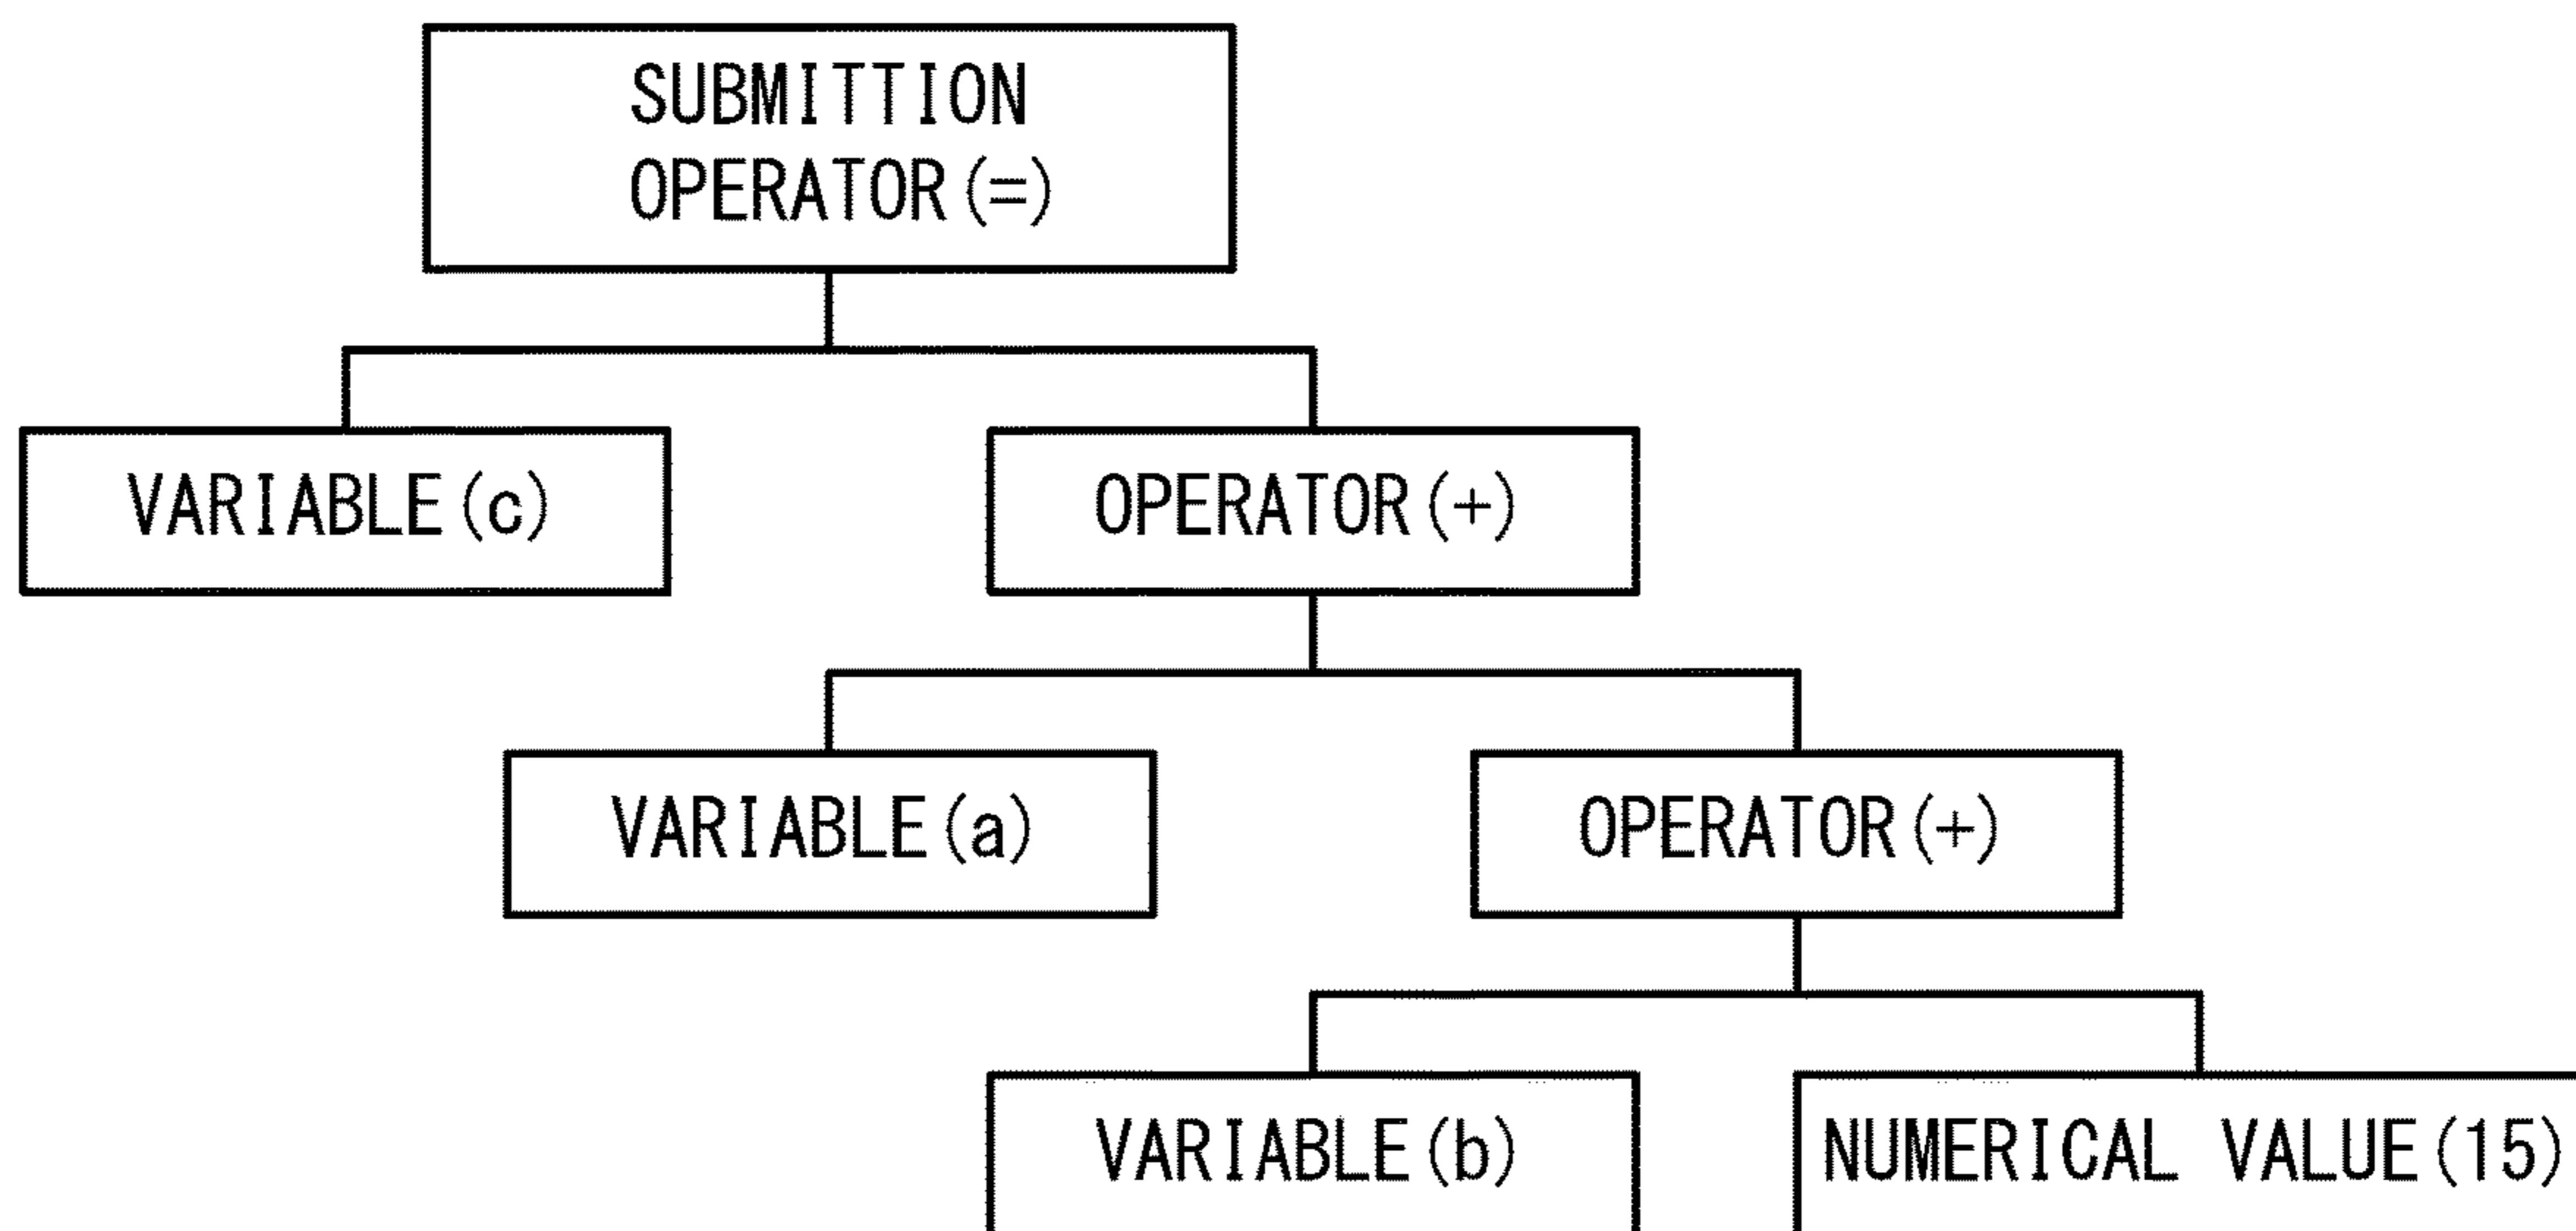 SUBMITTION
OPERATOR(=)
VARIABLE(c)
OPERATOR(+)
VARIABLE(a)
OPERATOR(+)
VARIABLE(b)
NUMERICAL VALUE(15)